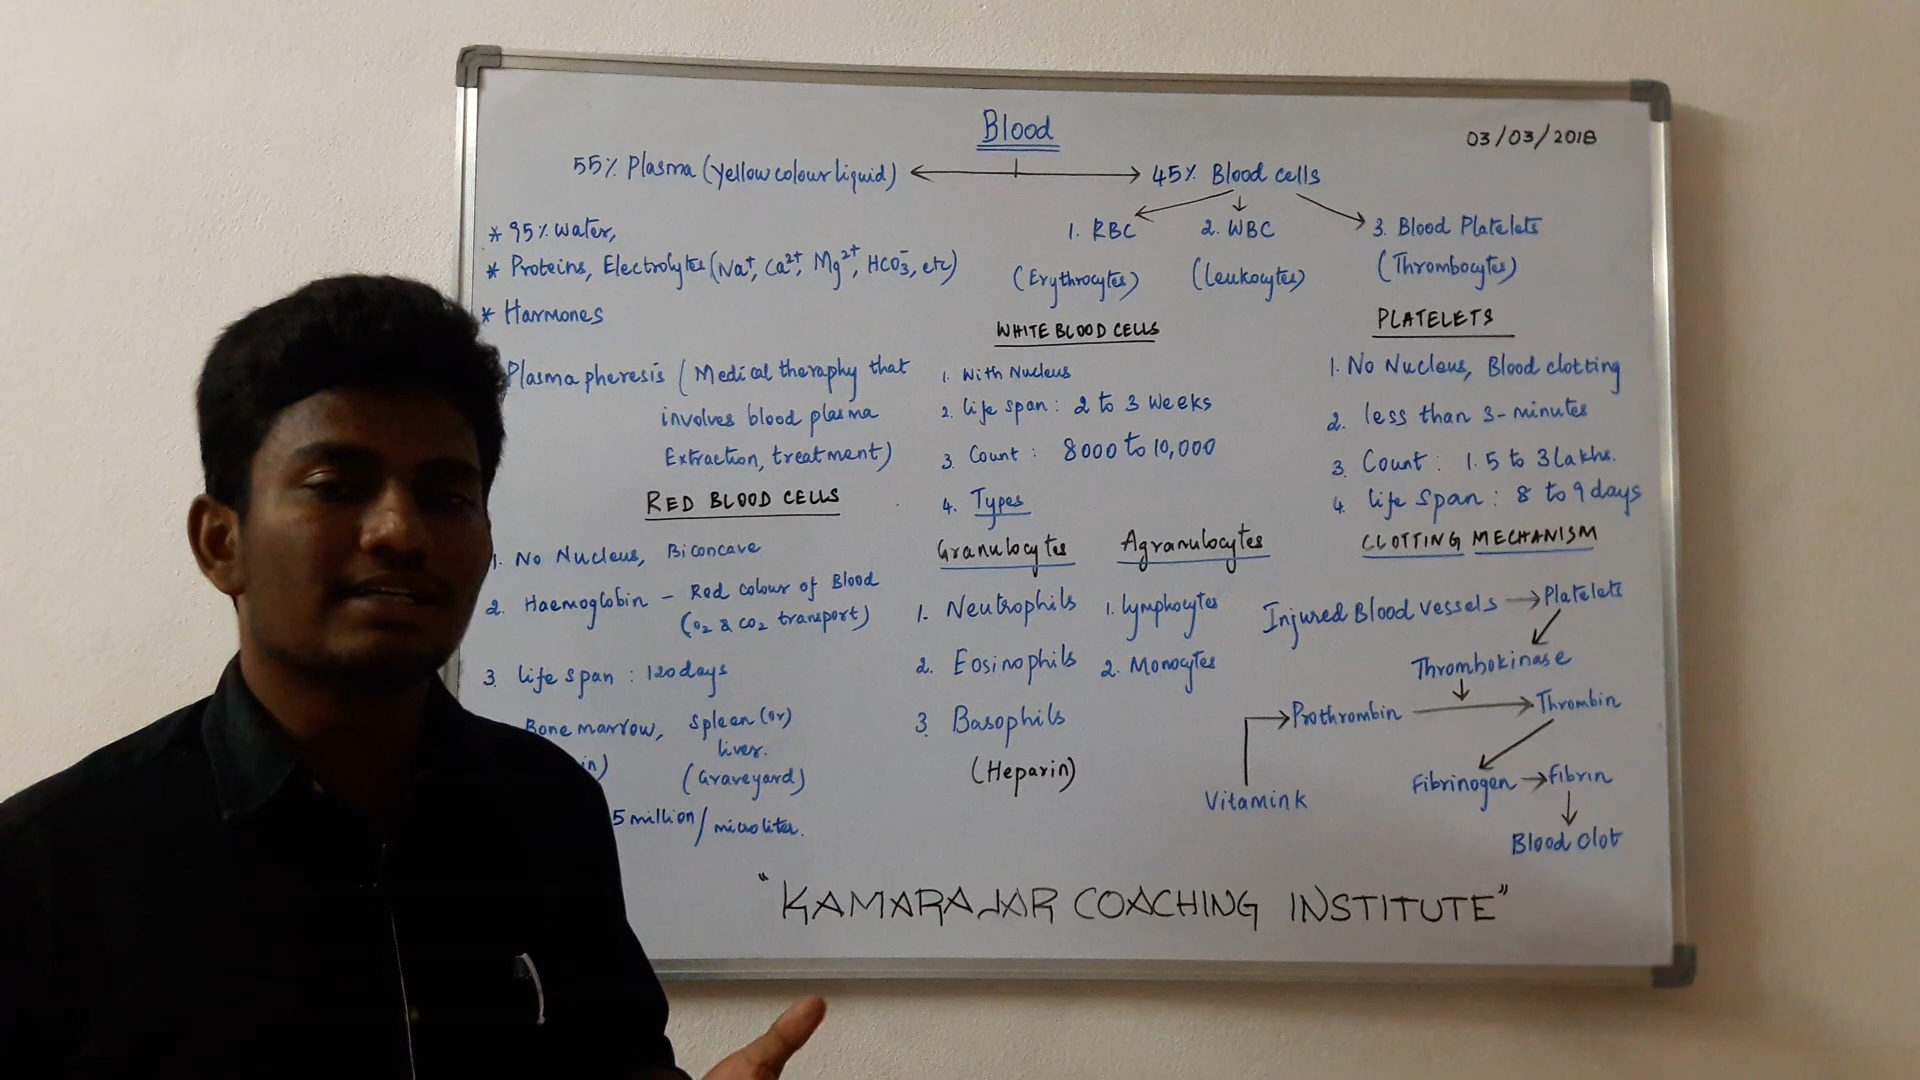 Blood
03/03/2018
55% Plasma (yellow colour liquid)
45% Blood cells
* 95% water,
* Proteins, Electrolytes (Na⁺, Ca²⁺, Mg²⁺, HCO₃⁻, etc)
* Harmones
1. RBC
(Erythrocytes)
2. WBC
(Leukocytes)
3. Blood Platelets
(Thrombocytes)
Plasma pheresis (Medical theraphy that
involves blood plasma
Extraction, treatment)
RED BLOOD CELLS
1. No Nucleus, Biconcave
2. Haemoglobin - Red colour of Blood
(O₂ & CO₂ transport)
3. life span : 120 days
Bone marrow, Spleen (or)
liver.
(Graveyard)
5 million/microliter.
WHITE BLOOD CELLS
1. With Nucleus
2. life span : 2 to 3 weeks
3. Count : 8000 to 10,000
4. Types
Granulocytes
1. Neutrophils
2. Eosinophils
3. Basophils
(Heparin)
Agranulocytes
1. lymphocytes
2. Monocytes
PLATELETS
1. No Nucleus, Blood clotting
2. less than 3-minutes
3. Count : 1.5 to 3 lakhs.
4. life span : 8 to 9 days
CLOTTING MECHANISM
Injured Blood vessels → Platelets
Thrombokinase
Prothrombin → Thrombin
Fibrinogen → Fibrin
Vitamin k
Blood Clot
"KAMARAJAR COACHING INSTITUTE"